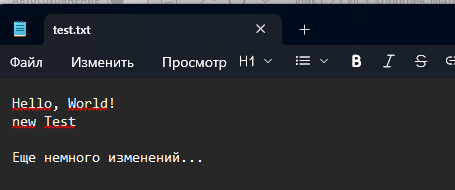 test.txt
Файл Изменить Просмотр H1 B I S
Hello, World!
new Test
Еще немного изменений...